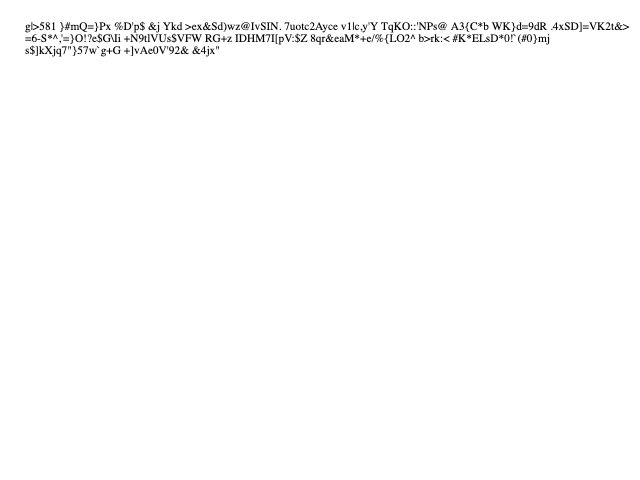 gl>581 }#mQ=}Px %D'p$ &j Ykd >ex&Sd)wz@IvSIN. 7uotc2Ayce v1lc,y'Y TqKO::'NPs@ A3{C*b WK}d=9dR .4xSD]=VK2t&>
=6-S*^,'=}O!?e$G\Ii +N9tlVUs$VFW RG+z IDHM7I[pV:$Z 8qr&eaM*+e/%{LO2^ b>rk:< #K*ELsD*0!`(#0}mj
s$]kXjq7"}57w`g+G +]vAe0V'92& &4jx"